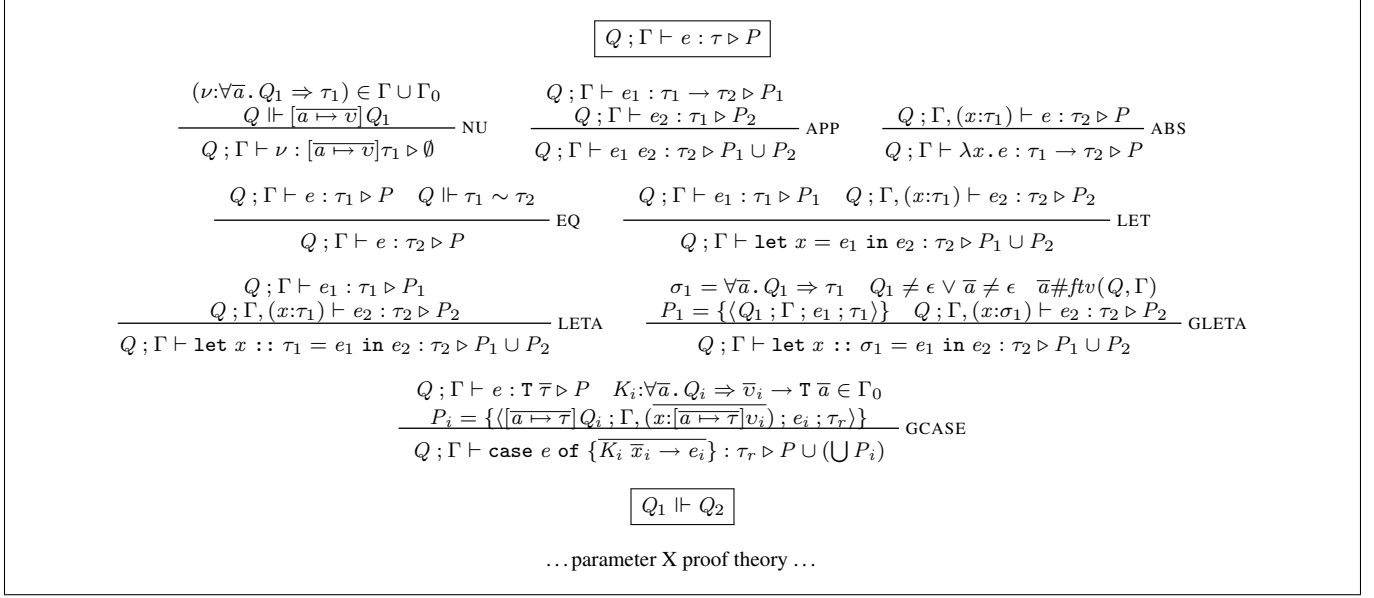 Q ; Γ ⊢ e : τ ▷ P
(ν:∀a̅. Q₁ ⇒ τ₁) ∈ Γ ∪ Γ₀
Q ⊩ [a̅ ↦ υ̅]Q₁
Q ; Γ ⊢ ν : [a̅ ↦ υ̅]τ₁ ▷ ∅
NU
Q ; Γ ⊢ e₁ : τ₁ → τ₂ ▷ P₁
Q ; Γ ⊢ e₂ : τ₁ ▷ P₂
Q ; Γ ⊢ e₁ e₂ : τ₂ ▷ P₁ ∪ P₂
APP
Q ; Γ, (x:τ₁) ⊢ e : τ₂ ▷ P
Q ; Γ ⊢ λx. e : τ₁ → τ₂ ▷ P
ABS
Q ; Γ ⊢ e : τ₁ ▷ P Q ⊩ τ₁ ∼ τ₂
Q ; Γ ⊢ e : τ₂ ▷ P
EQ
Q ; Γ ⊢ e₁ : τ₁ ▷ P₁ Q ; Γ, (x:τ₁) ⊢ e₂ : τ₂ ▷ P₂
Q ; Γ ⊢ let x = e₁ in e₂ : τ₂ ▷ P₁ ∪ P₂
LET
Q ; Γ ⊢ e₁ : τ₁ ▷ P₁
Q ; Γ, (x:τ₁) ⊢ e₂ : τ₂ ▷ P₂
Q ; Γ ⊢ let x :: τ₁ = e₁ in e₂ : τ₂ ▷ P₁ ∪ P₂
LETA
σ₁ = ∀a̅. Q₁ ⇒ τ₁ Q₁ ≠ ϵ ∨ a̅ ≠ ϵ a̅#ftv(Q, Γ)
P₁ = {⟨Q₁ ; Γ ; e₁ ; τ₁⟩} Q ; Γ, (x:σ₁) ⊢ e₂ : τ₂ ▷ P₂
Q ; Γ ⊢ let x :: σ₁ = e₁ in e₂ : τ₂ ▷ P₁ ∪ P₂
GLETA
Q ; Γ ⊢ e : T τ̅ ▷ P Kᵢ:∀a̅. Qᵢ ⇒ υ̅ᵢ → T a̅ ∈ Γ₀
Pᵢ = {⟨[a̅ ↦ τ̅]Qᵢ ; Γ, (x:[a̅ ↦ τ̅]υᵢ) ; eᵢ ; τᵣ⟩}
Q ; Γ ⊢ case e of {Kᵢ x̅ᵢ → eᵢ} : τᵣ ▷ P ∪ (⋃ Pᵢ)
GCASE
Q₁ ⊩ Q₂
... parameter X proof theory ...